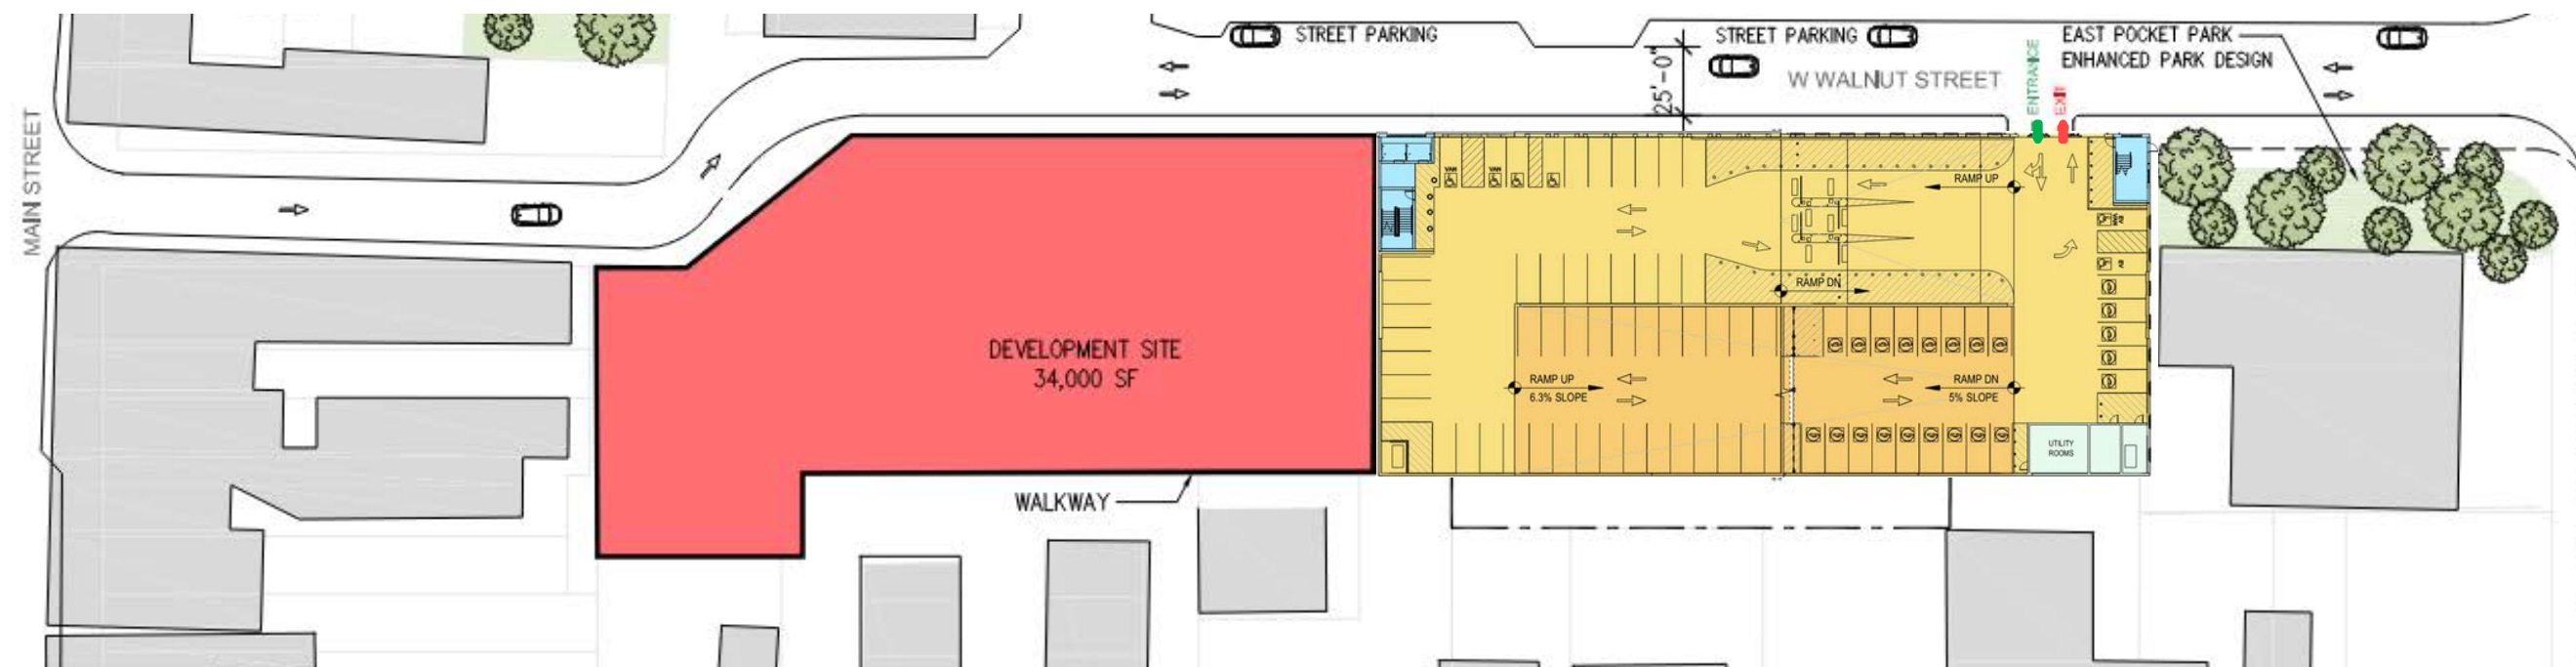 STREET PARKING
STREET PARKING
EAST POCKET PARK
ENHANCED PARK DESIGN
ENTRANCE
EXIT
25'-0"
W WALNUT STREET
MAIN STREET
VAN
VAN
RAMP UP
RAMP DN
DEVELOPMENT SITE
34,000 SF
RAMP UP
6.3% SLOPE
RAMP DN
5% SLOPE
UTILITY
ROOMS
WALKWAY